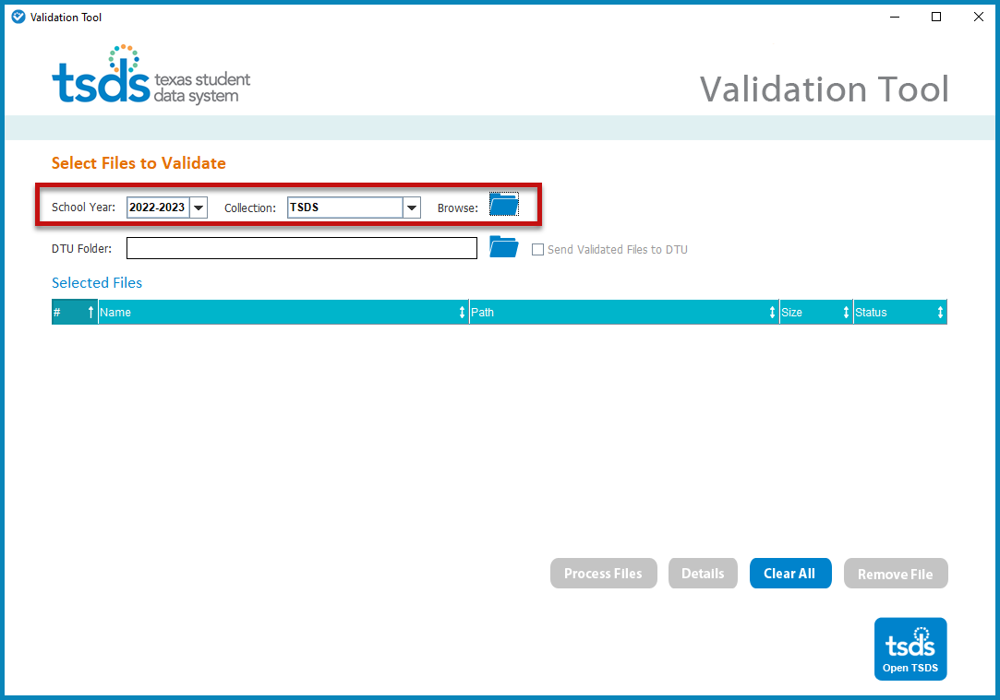 Validation Tool
tsds texas student
data system
Validation Tool
Select Files to Validate
School Year: 2022-2023 Collection: TSDS Browse:
DTU Folder: Send Validated Files to DTU
Selected Files
# Name Path Size Status
Process Files Details Clear All Remove File
tsds
Open TSDS